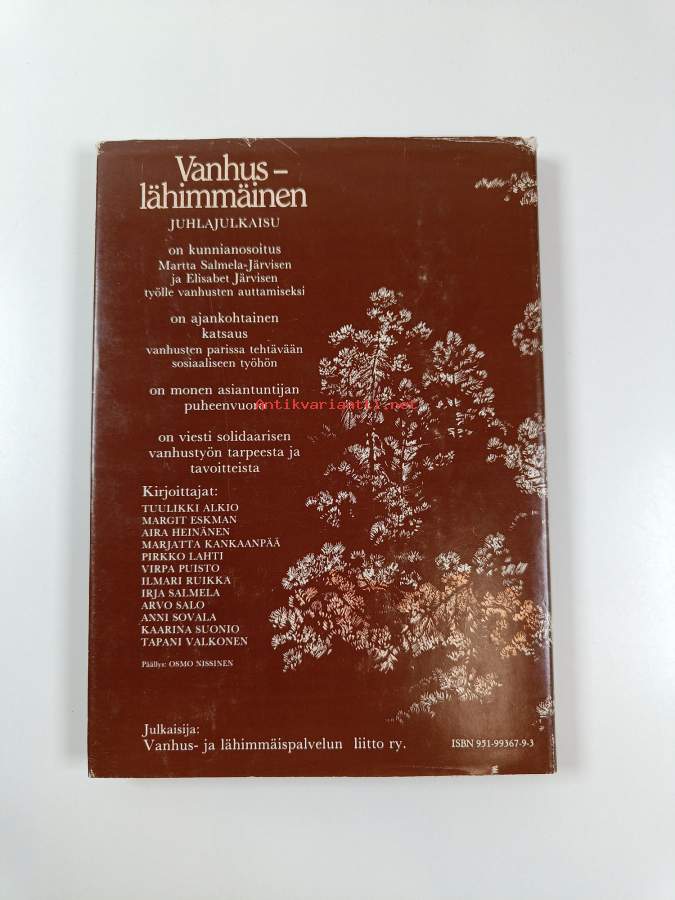 Vanhus –
lähimmäinen
JUHLAJULKAISU
on kunnianosoitus
Martta Salmela-Järvisen
ja Elisabet Järvisen
työlle vanhusten auttamiseksi
on ajankohtainen
katsaus
vanhusten parissa tehtävään
sosiaaliseen työhön
on monen asiantuntijan
puheenvuoro
Antikvariaatti.net
on viesti solidaarisen
vanhustyön tarpeesta ja
tavoitteista
Kirjoittajat:
TUULIKKI ALKIO
MARGIT ESKMAN
AIRA HEINÄNEN
MARJATTA KANKAANPÄÄ
PIRKKO LAHTI
VIRPA PUISTO
ILMARI RUIKKA
IRJA SALMELA
ARVO SALO
ANNI SOVALA
KAARINA SUONIO
TAPANI VALKONEN
Päällys: OSMO NISSINEN
Julkaisija:
Vanhus- ja lähimmäispalvelun liitto ry.
ISBN 951-99367-9-3